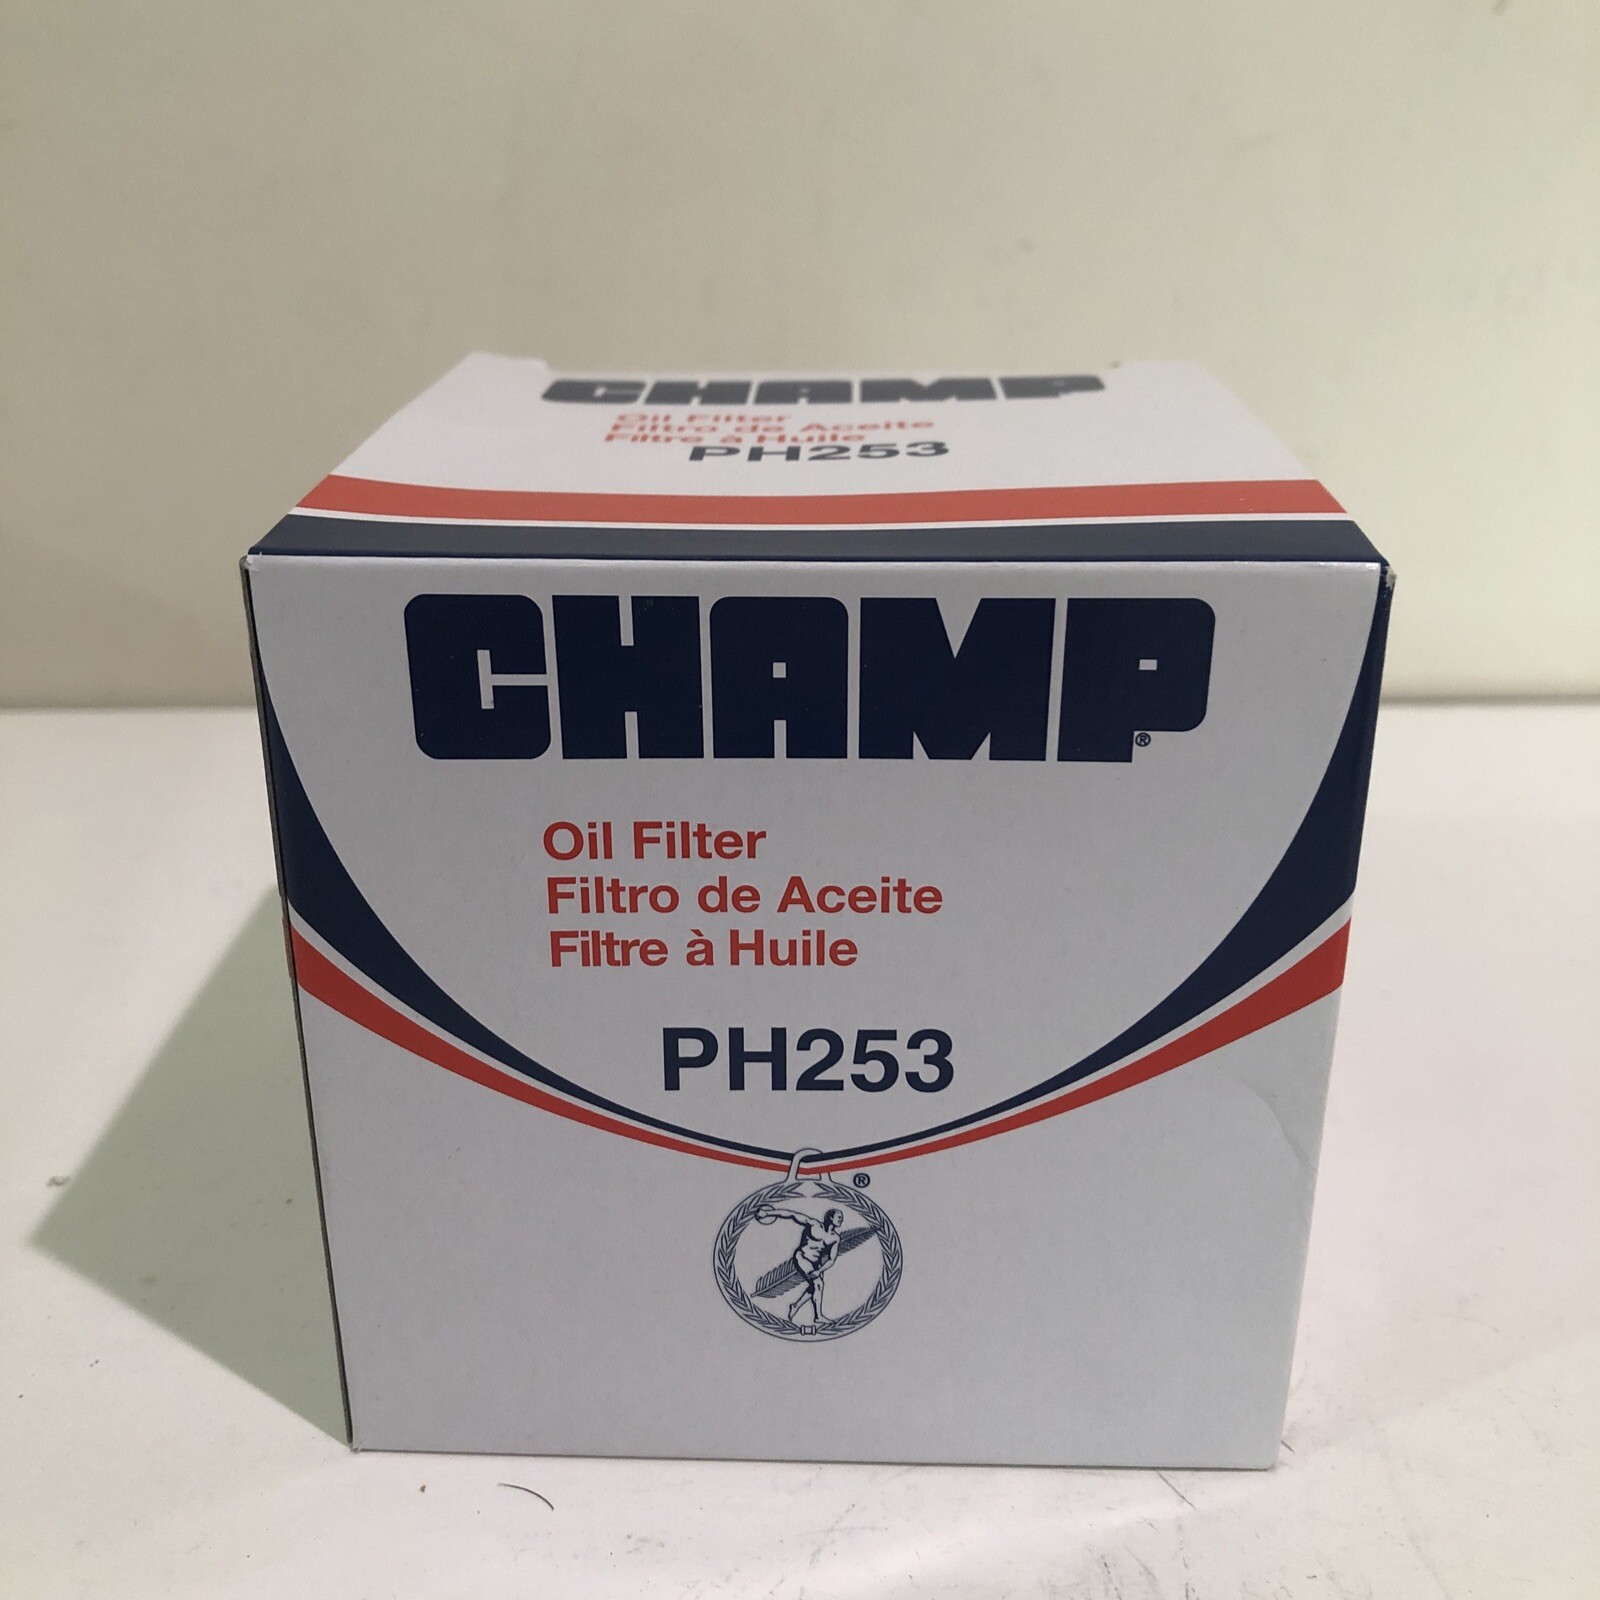 CHAMP
Oil Filter
Filtro de Aceite
Filtre à Huile
PH253
CHAMP®
Oil Filter
Filtro de Aceite
Filtre à Huile
PH253
®